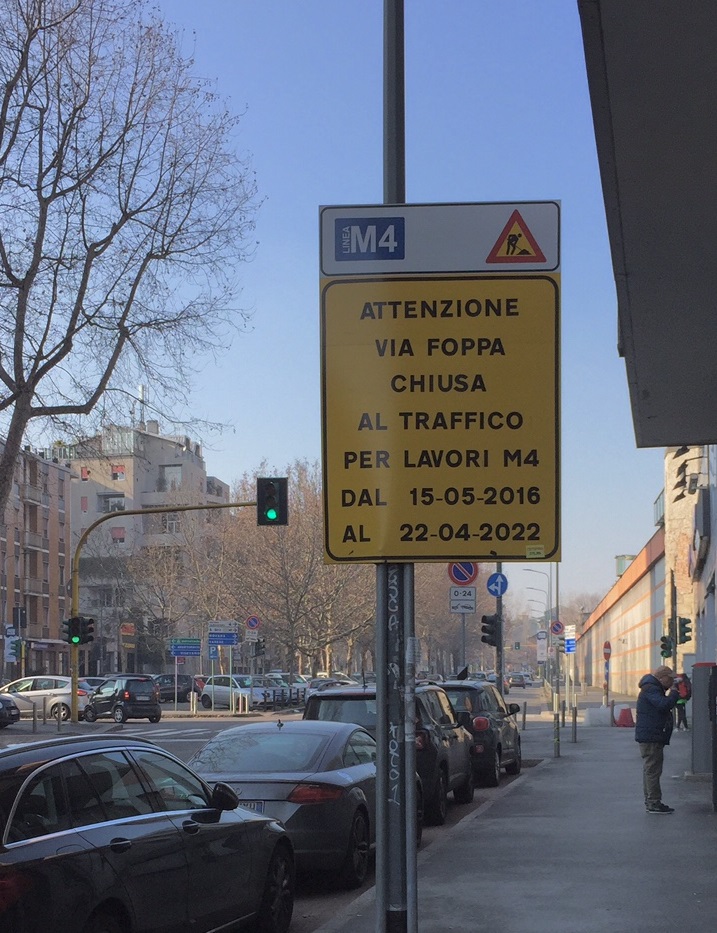 LINEA M4
ATTENZIONE
VIA FOPPA
CHIUSA
AL TRAFFICO
PER LAVORI M4
DAL 15-05-2016
AL 22-04-2022
0-24